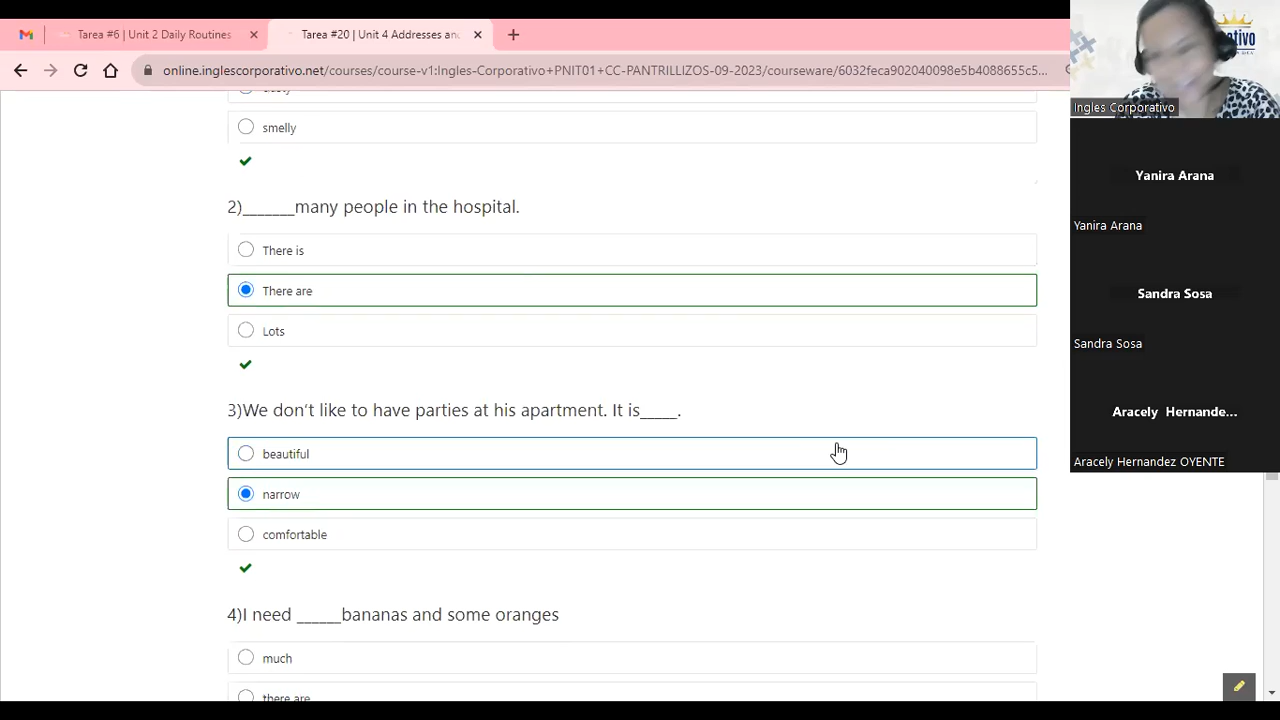 Tarea #6 | Unit 2 Daily Routines
Tarea #20 | Unit 4 Addresses an
online.inglescorporativo.net/courses/course-v1:Ingles-Corporativo+PNIT01+CC-PANTRILLIZOS-09-2023/courseware/6032feca902040098e5b4088655c5...
smelly
2)_______many people in the hospital.
There is
There are
Lots
3)We don't like to have parties at his apartment. It is_____.
beautiful
narrow
comfortable
4)I need ______bananas and some oranges
much
there are
Ingles Corporativo
Yanira Arana
Yanira Arana
Sandra Sosa
Sandra Sosa
Aracely Hernande...
Aracely Hernandez OYENTE